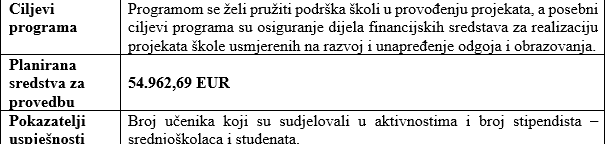 Ciljevi programa
Programom se želi pružiti podrška školi u provođenju projekata, a posebni
ciljevi programa su osiguranje dijela financijskih sredstava za realizaciju
projekata škole usmjerenih na razvoj i unapređenje odgoja i obrazovanja.
Planirana
sredstva za
provedbu
54.962,69 EUR
Pokazatelji
uspješnosti
Broj učenika koji su sudjelovali u aktivnostima i broj stipendista –
srednjoškolaca i studenata.